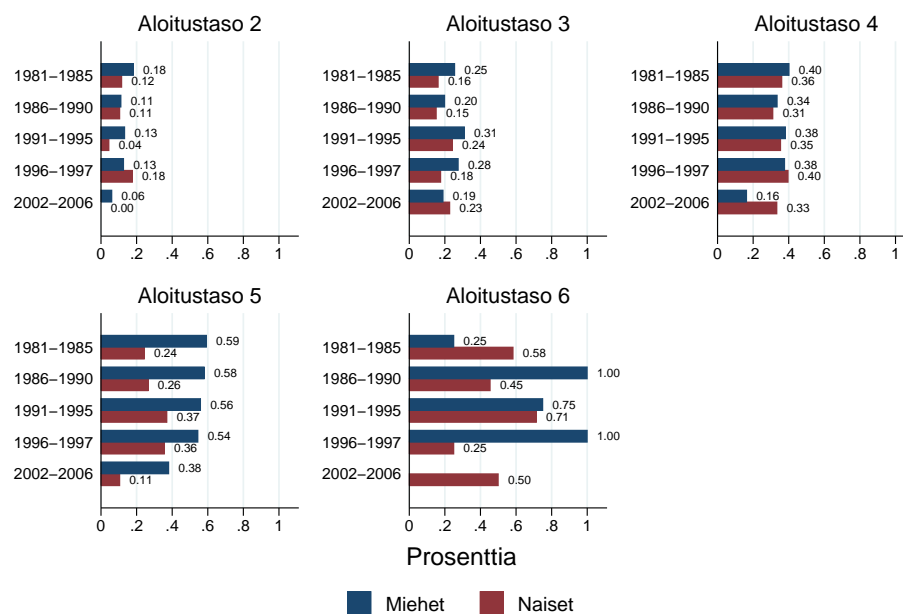 Aloitustaso 2
1981–1985 0.18 0.12
1986–1990 0.11 0.11
1991–1995 0.13 0.04
1996–1997 0.13 0.18
2002–2006 0.06 0.00
0 .2 .4 .6 .8 1
Aloitustaso 3
1981–1985 0.25 0.16
1986–1990 0.20 0.15
1991–1995 0.31 0.24
1996–1997 0.28 0.18
2002–2006 0.19 0.23
0 .2 .4 .6 .8 1
Aloitustaso 4
1981–1985 0.40 0.36
1986–1990 0.34 0.31
1991–1995 0.38 0.35
1996–1997 0.38 0.40
2002–2006 0.16 0.33
0 .2 .4 .6 .8 1
Aloitustaso 5
1981–1985 0.59 0.24
1986–1990 0.58 0.26
1991–1995 0.56 0.37
1996–1997 0.54 0.36
2002–2006 0.38 0.11
0 .2 .4 .6 .8 1
Aloitustaso 6
1981–1985 0.25 0.58
1986–1990 1.00 0.45
1991–1995 0.75 0.71
1996–1997 1.00 0.25
2002–2006 0.50
0 .2 .4 .6 .8 1
Prosenttia
Miehet Naiset